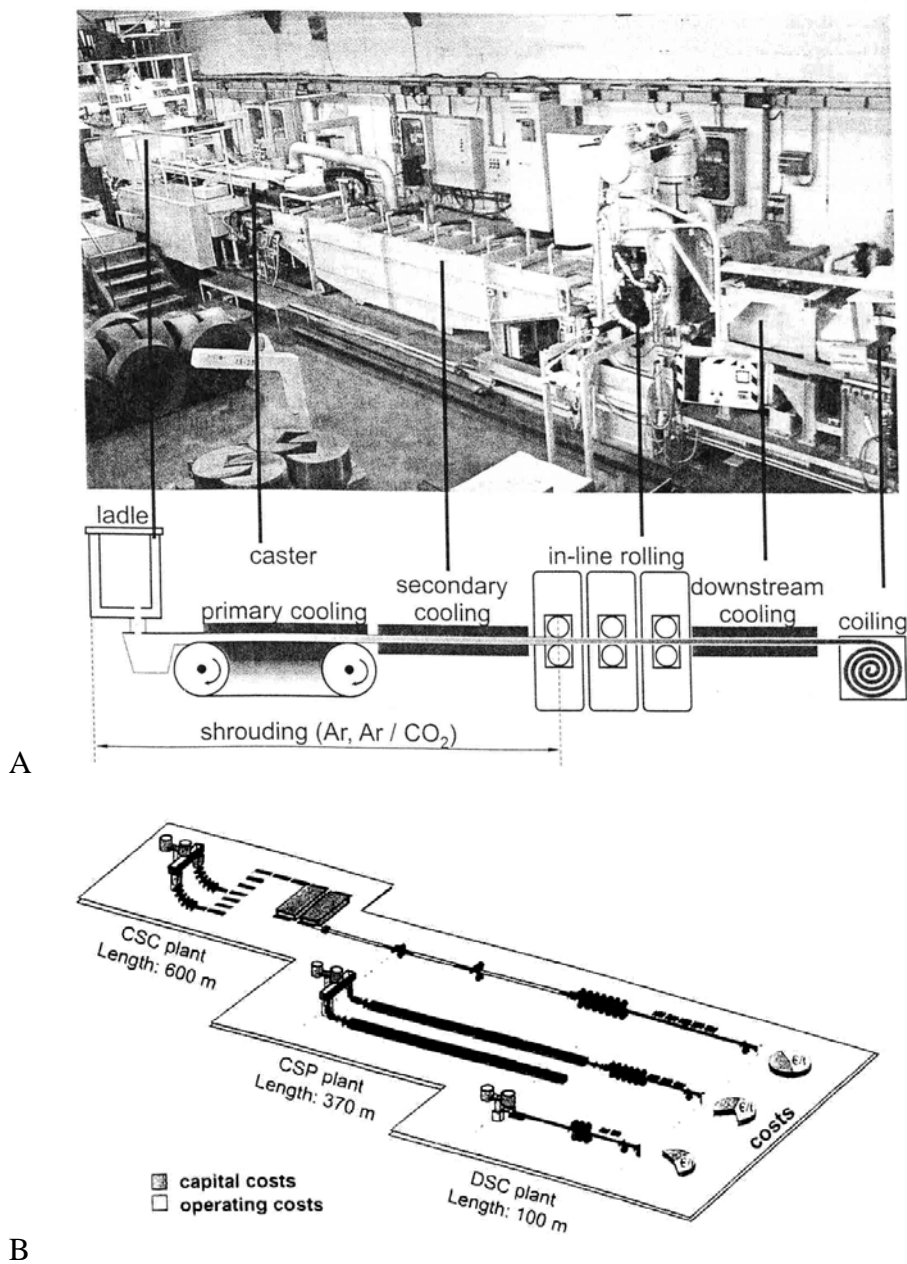 ladle
caster
in-line rolling
secondary
cooling
downstream
cooling
primary cooling
coiling
shrouding (Ar, Ar / CO₂)
A
CSC plant
Length: 600 m
CSP plant
Length: 370 m
DSC plant
Length: 100 m
€/t
€/t
€/t
costs
capital costs
operating costs
B